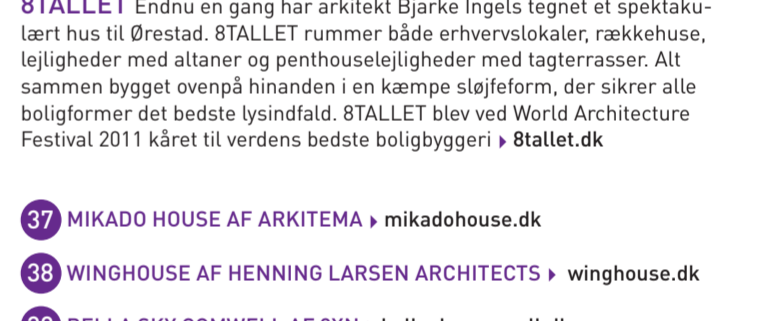 8TALLET Endnu en gang har arkitekt Bjarke Ingels tegnet et spektaku-
lært hus til Ørestad. 8TALLET rummer både erhvervslokaler, rækkehuse,
lejligheder med altaner og penthouselejligheder med tagterrasser. Alt
sammen bygget ovenpå hinanden i en kæmpe sløjfeform, der sikrer alle
boligformer det bedste lysindfald. 8TALLET blev ved World Architecture
Festival 2011 kåret til verdens bedste boligbyggeri 8tallet.dk
37 MIKADO HOUSE AF ARKITEMA mikadohouse.dk
38 WINGHOUSE AF HENNING LARSEN ARCHITECTS winghouse.dk